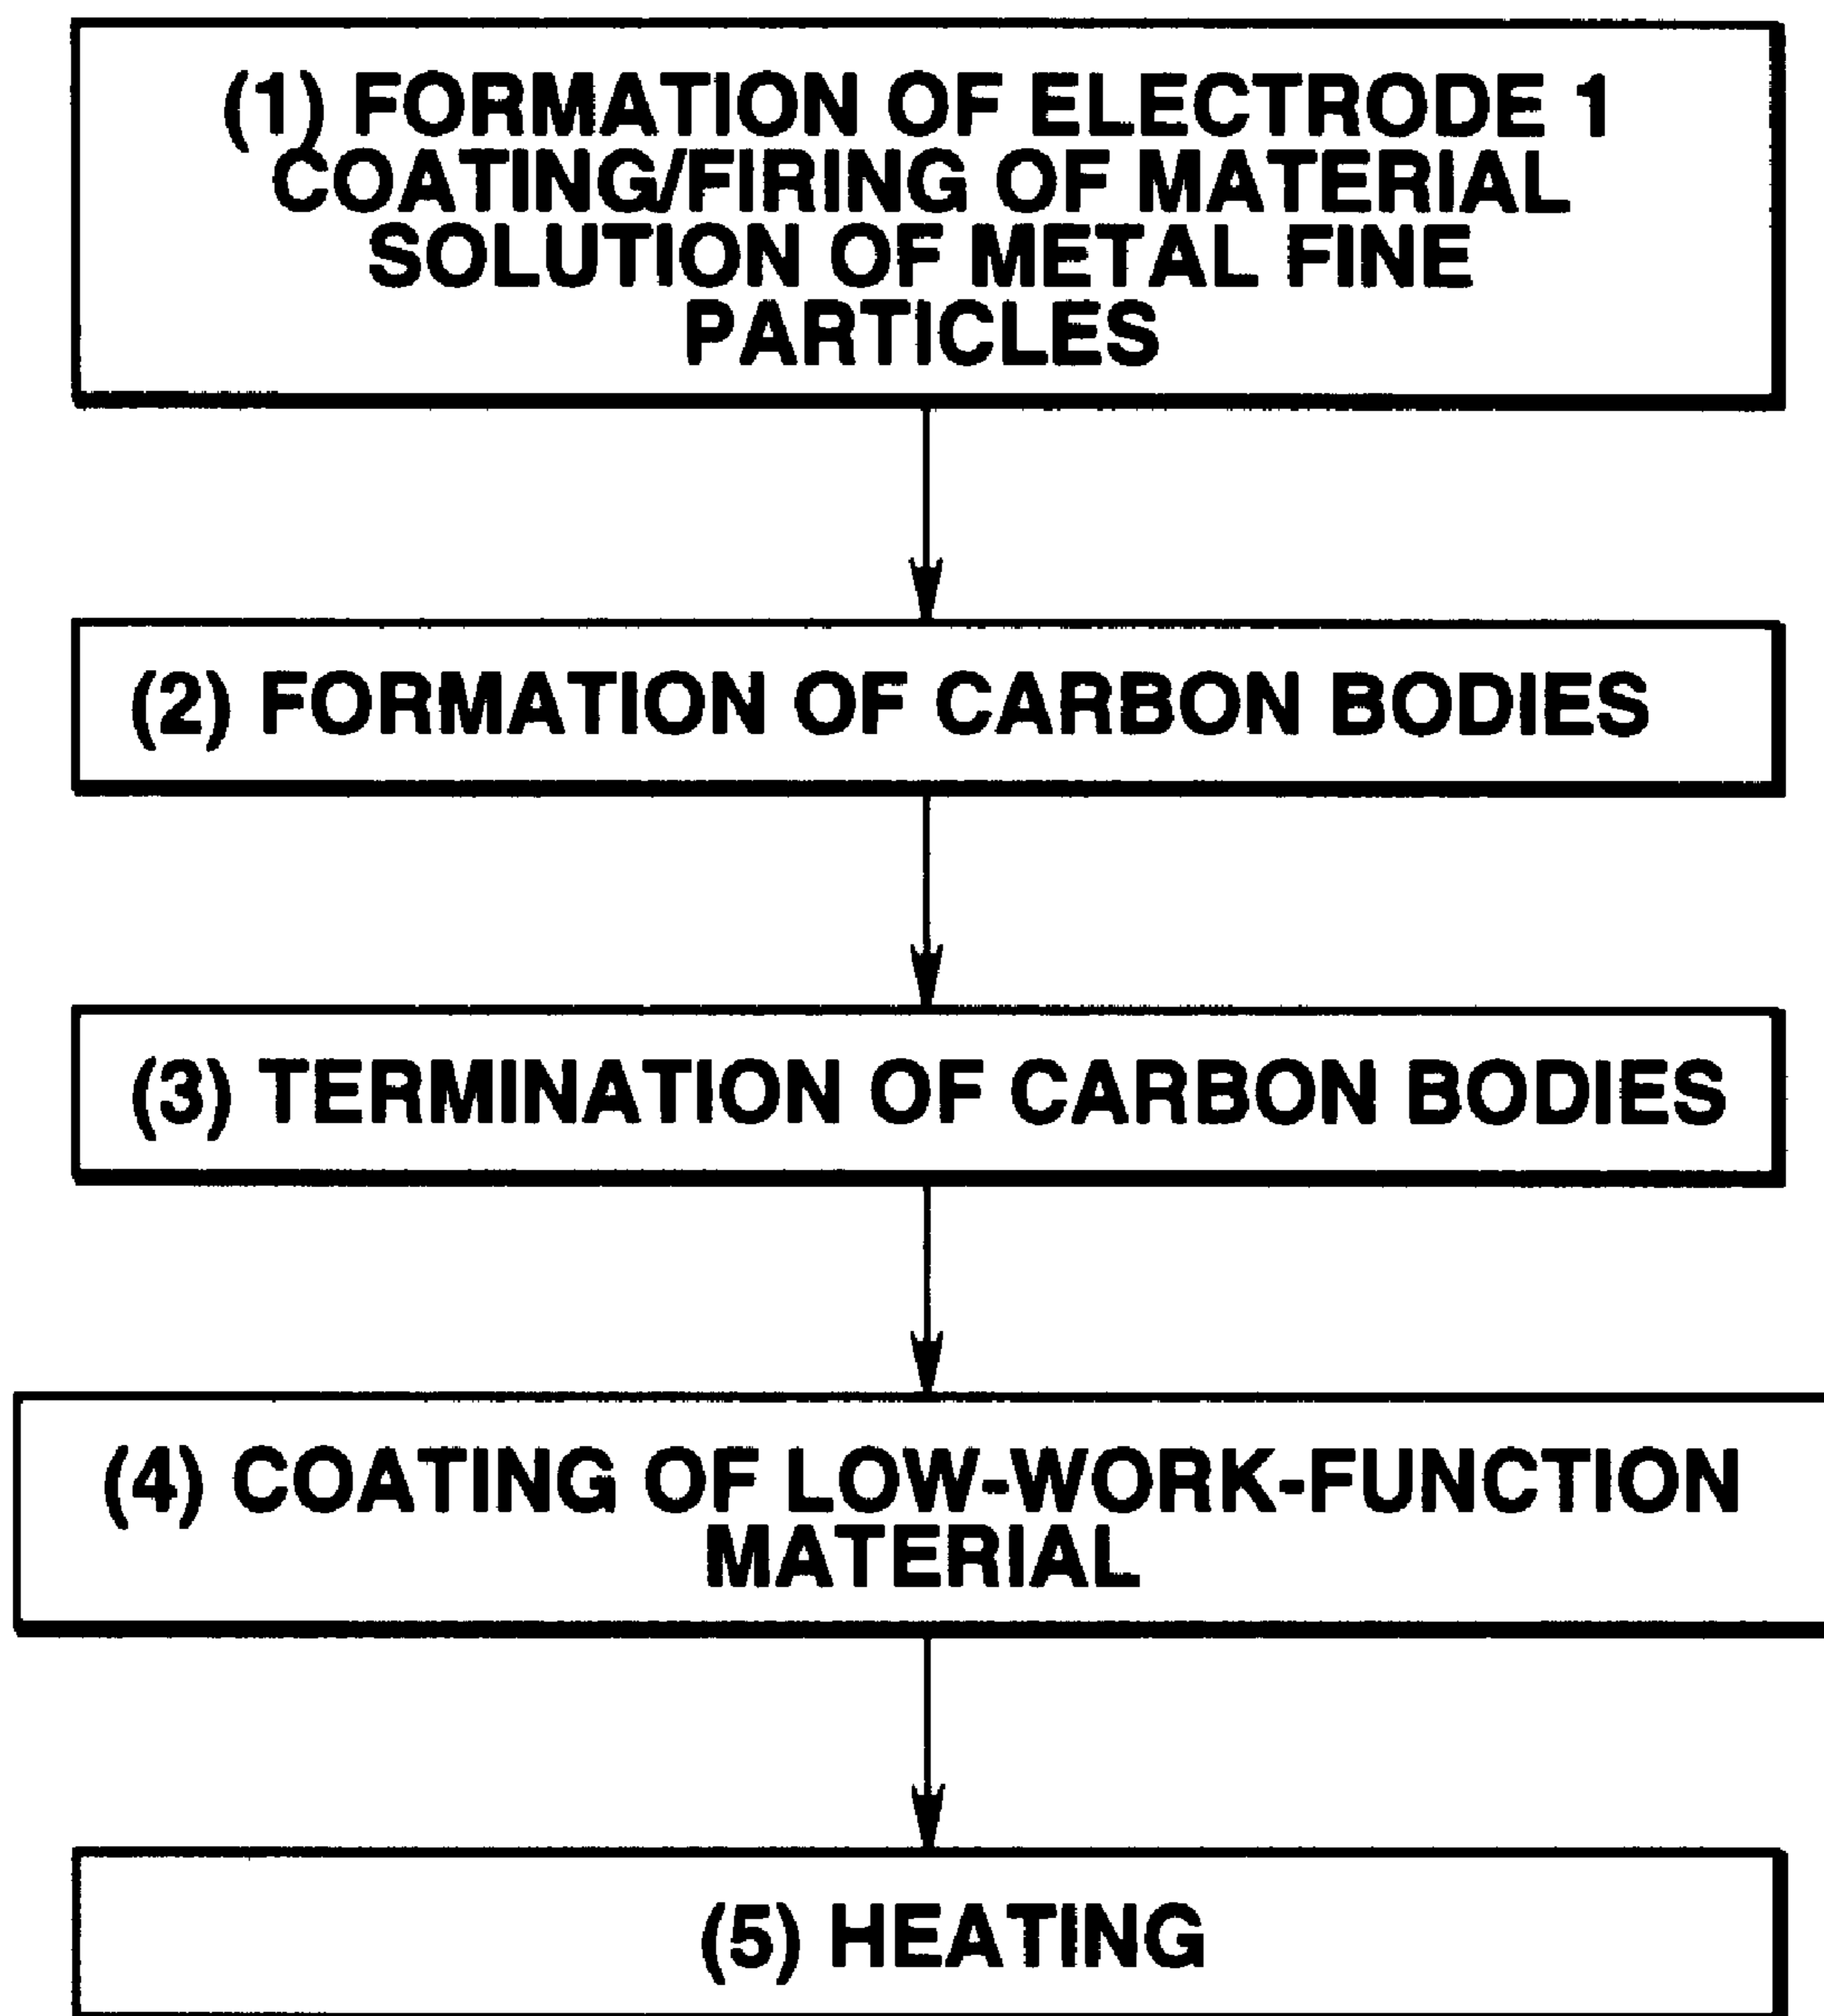 (1) FORMATION OF ELECTRODE 1
COATING/FIRING OF MATERIAL
SOLUTION OF METAL FINE
PARTICLES
(2) FORMATION OF CARBON BODIES
(3) TERMINATION OF CARBON BODIES
(4) COATING OF LOW-WORK-FUNCTION
MATERIAL
(5) HEATING